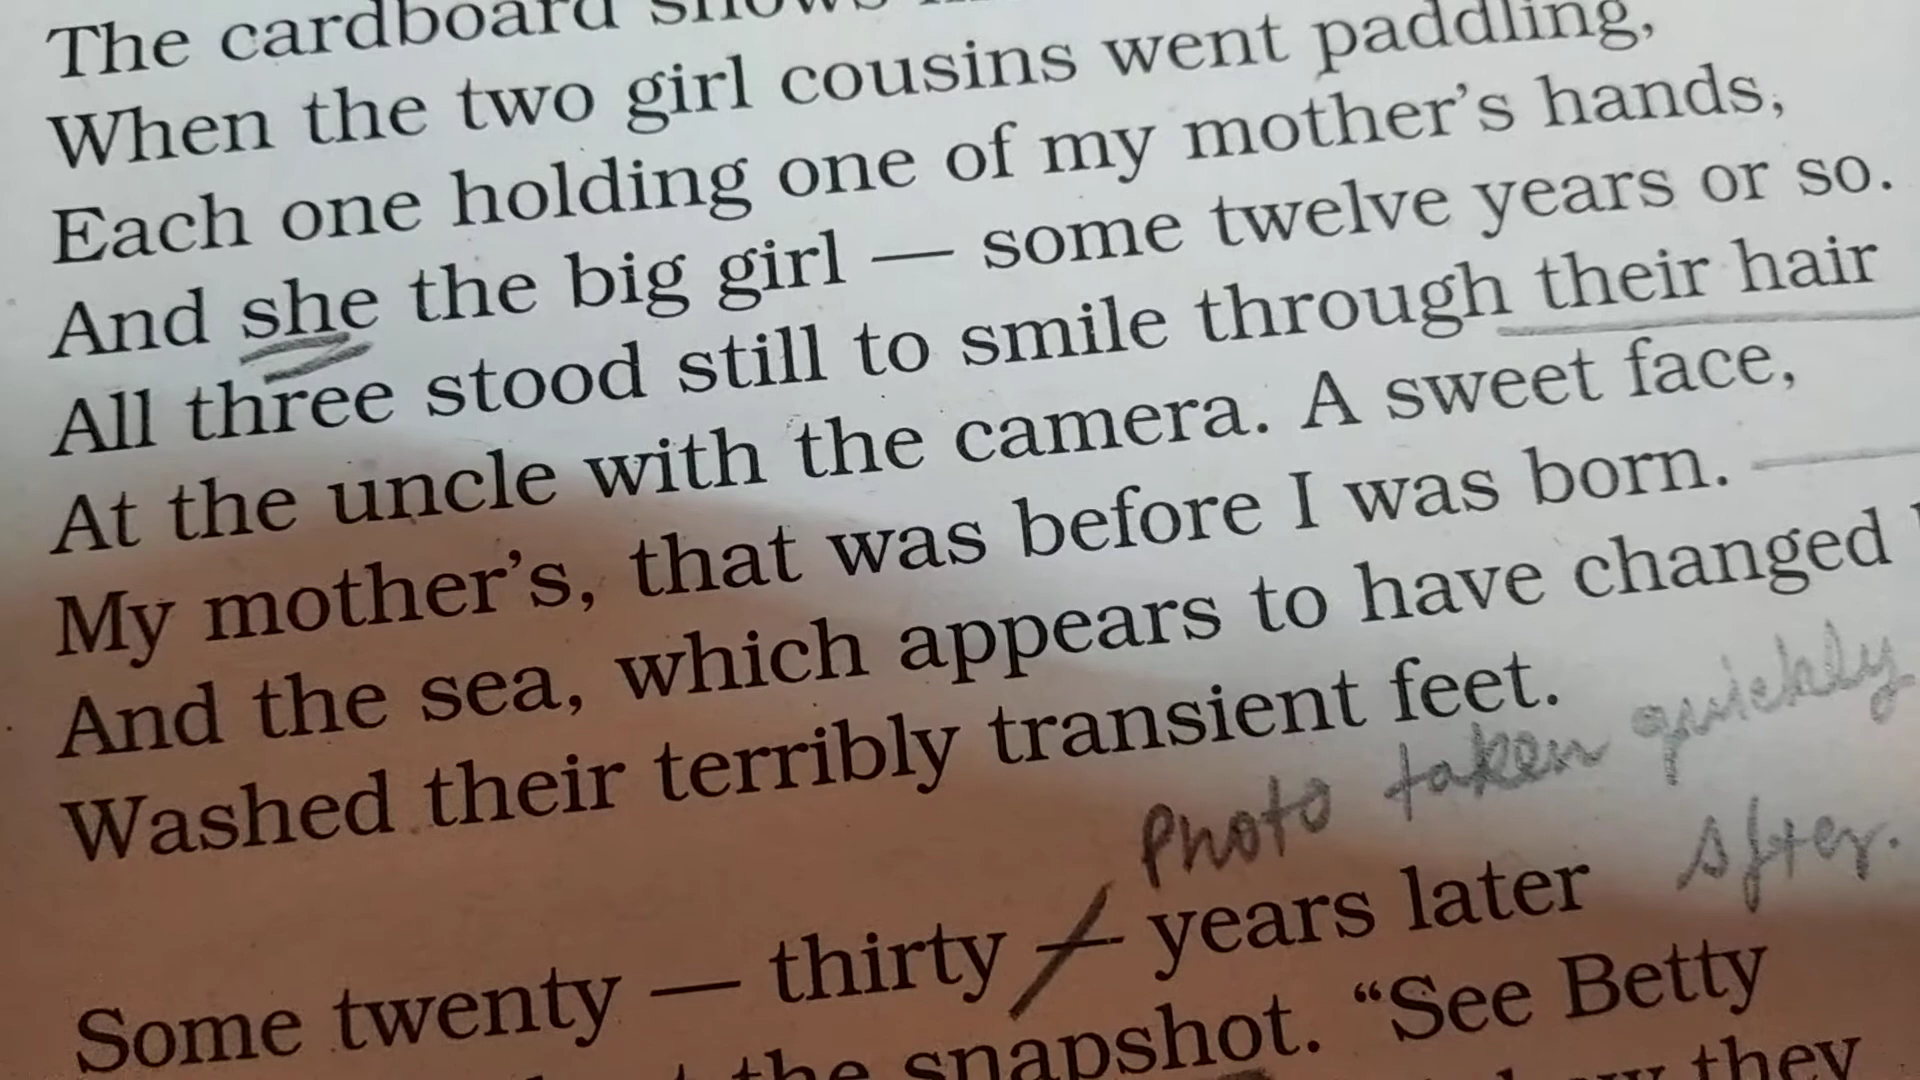 The cardboard shows
When the two girl cousins went paddling,
Each one holding one of my mother's hands,
And she the big girl — some twelve years or so.
All three stood still to smile through their hair
At the uncle with the camera. A sweet face,
My mother's, that was before I was born.
And the sea, which appears to have changed
Washed their terribly transient feet.
Photo taken quickly
after.
Some twenty — thirty — years later
the snapshot. “See Betty
they